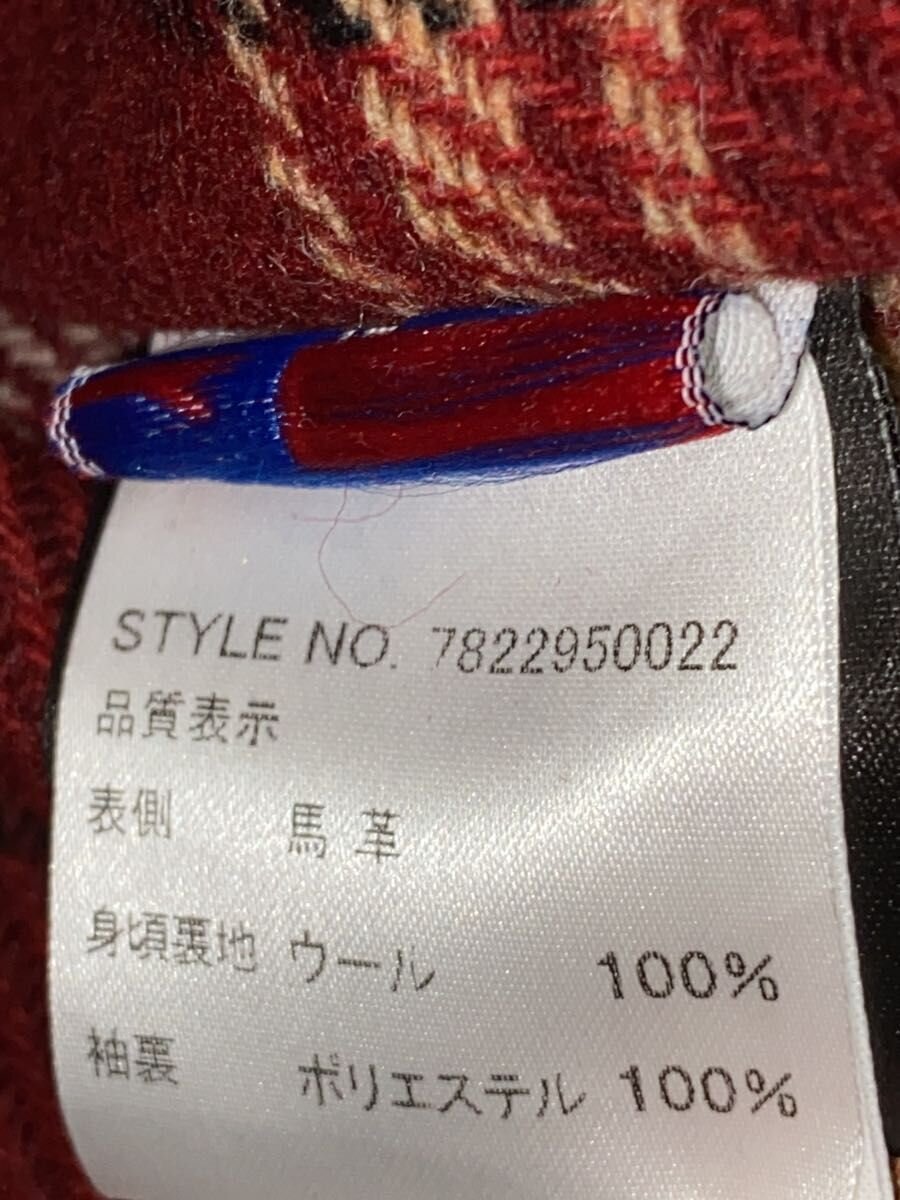 STYLE NO. 7822950022
品質表示
表側 馬革
身頃裏地 ウール 100%
袖裏 ポリエステル 100%